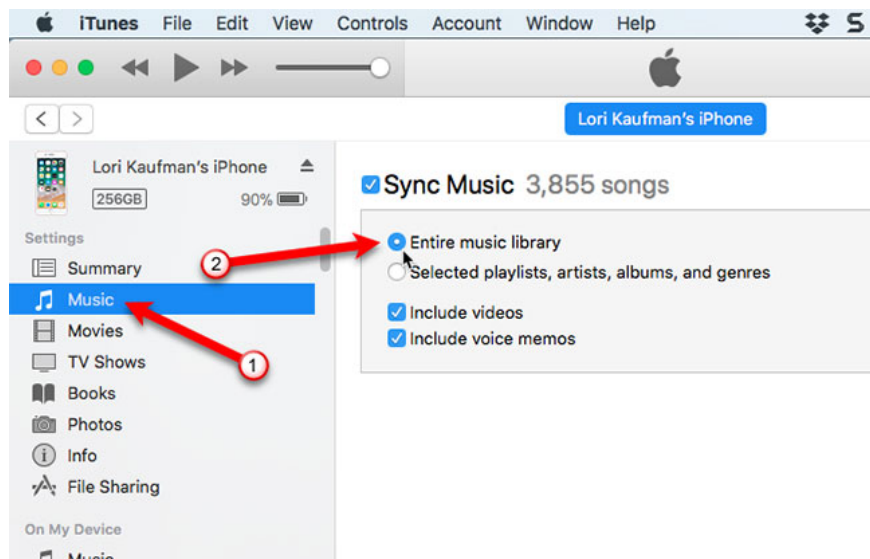 iTunes File Edit View Controls Account Window Help
Lori Kaufman's iPhone
Lori Kaufman's iPhone
256GB 90%
Sync Music 3,855 songs
Settings
Summary
Music
Movies
TV Shows
Books
Photos
Info
File Sharing
On My Device
Music
2
Entire music library
Selected playlists, artists, albums, and genres
Include videos
Include voice memos
1